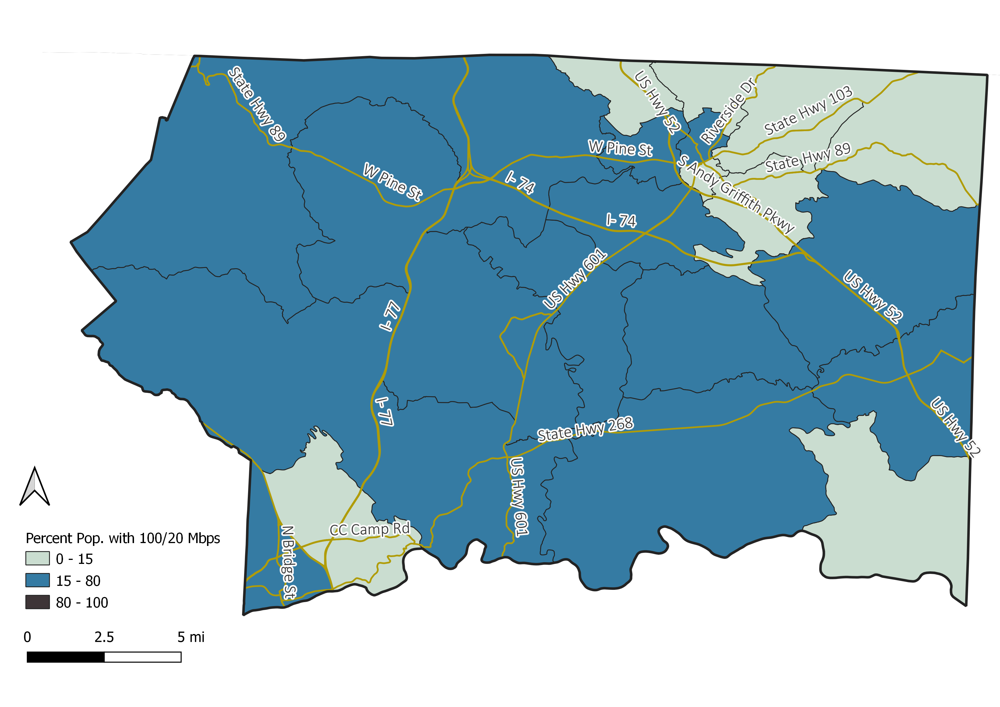 State Hwy 89
US Hwy 52
Riverside Dr
State Hwy 103
W Pine St
State Hwy 89
W Pine St
I- 74
S Andy Griffith Pkwy
I- 74
US Hwy 601
US Hwy 52
I- 77
I- 77
State Hwy 268
US Hwy 52
US Hwy 601
CC Camp Rd
N Bridge St
Percent Pop. with 100/20 Mbps
0 - 15
15 - 80
80 - 100
0 2.5 5 mi